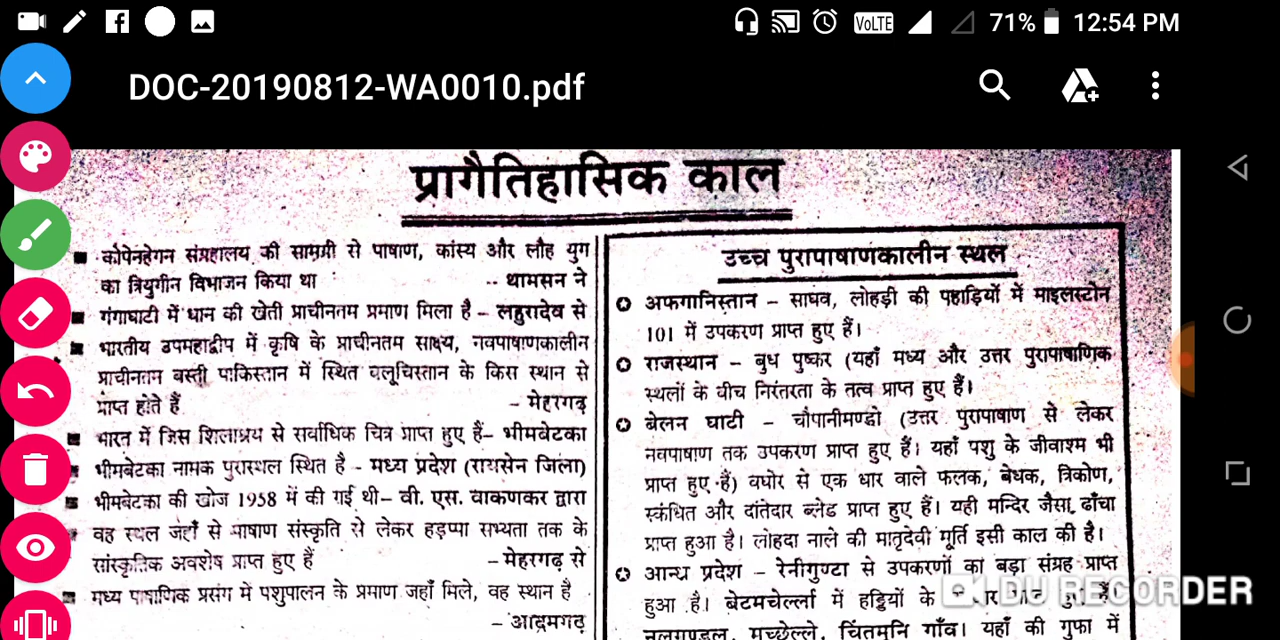 71% 12:54 PM
VoLTE
DOC-20190812-WA0010.pdf
प्रागैतिहासिक काल
कोपेनहेगन संग्रहालय की सामग्री से पाषाण, कांस्य और लौह युग
का त्रियुगीन विभाजन किया था -- थामसन ने
गंगाघाटी में धान की खेती प्राचीनतम प्रमाण मिला है - लहुरादेव से
भारतीय उपमहाद्वीप में कृषि के प्राचीनतम साक्ष्य, नवपाषाणकालीन
प्राचीनतम बस्ती पाकिस्तान में स्थित वलूचिस्तान के किस स्थान से
प्राप्त होते हैं - मेहरगढ़
भारत में जिस शिलाश्रय से सर्वाधिक चित्र प्राप्त हुए हैं- भीमबेटका
भीमबेटका नामक पुरास्थल स्थित है - मध्य प्रदेश (रायसेन जिला)
भीमबेटका की खोज 1958 में की गई थी- वी. एस. वाकणकर द्वारा
वह स्थल जहाँ से पाषाण संस्कृति से लेकर हड़प्पा सभ्यता तक के
सांस्कृतिक अवशेष प्राप्त हुए हैं - मेहरगढ़ से
मध्य पाषाणिक प्रसंग में पशुपालन के प्रमाण जहाँ मिले, वह स्थान है
- आदमगढ़
उच्च पुरापाषाणकालीन स्थल
अफगानिस्तान - साघव, लोहड़ी की पहाड़ियों में माइलस्टोन
101 में उपकरण प्राप्त हुए हैं।
राजस्थान - बुध पुष्कर (यहाँ मध्य और उत्तर पुरापाषाणिक
स्थलों के वीच निरंतरता के तत्व प्राप्त हुए हैं।
बेलन घाटी - चौपानीमण्डो (उत्तर पुरापाषाण से लेकर
नवपाषाण तक उपकरण प्राप्त हुए हैं। यहाँ पशु के जीवाश्म भी
प्राप्त हुए हैं) वधोर से एक धार वाले फलक, बेधक, त्रिकोण,
स्कंधित और दांतेदार ब्लेड प्राप्त हुए हैं। यही मन्दिर जैसा ढाँचा
प्राप्त हुआ है। लोहदा नाले की मातृदेवी मूर्ति इसी काल की है।
आन्ध्र प्रदेश - रेनीगुण्टा से उपकरणों का बड़ा संग्रह प्राप्त
हुआ है। बेटमचेर्ल्ला में हड्डियों के
DU RECORDER
मच्छेल्ले, चिंतमनि गाँव। यहाँ की गुफा में